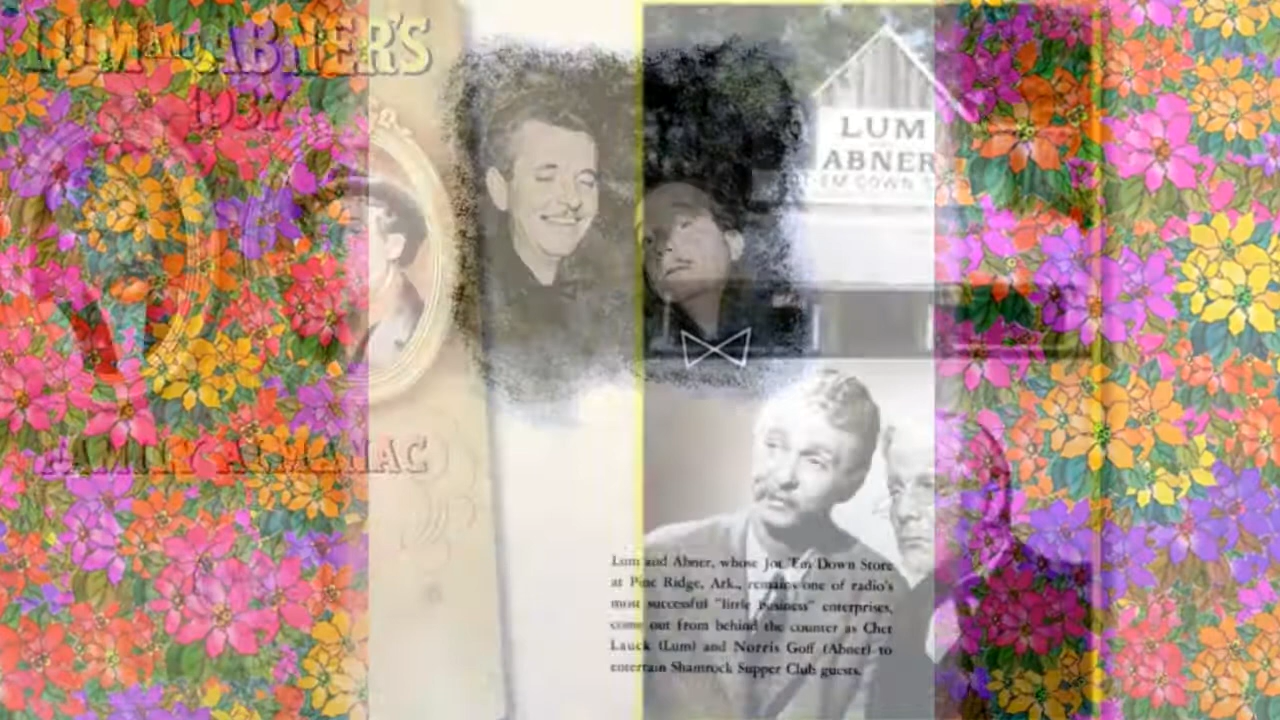 LUM AND ABNER'S
1937
FAMILY ALMANAC
LUM
ABNER
Lum and Abner, whose Jot 'Em Down Store
at Pine Ridge, Ark., remains one of radio's
most successful "little business" enterprises,
come out from behind the counter as Chet
Lauck (Lum) and Norris Goff (Abner) to
entertain Shamrock Supper Club guests.